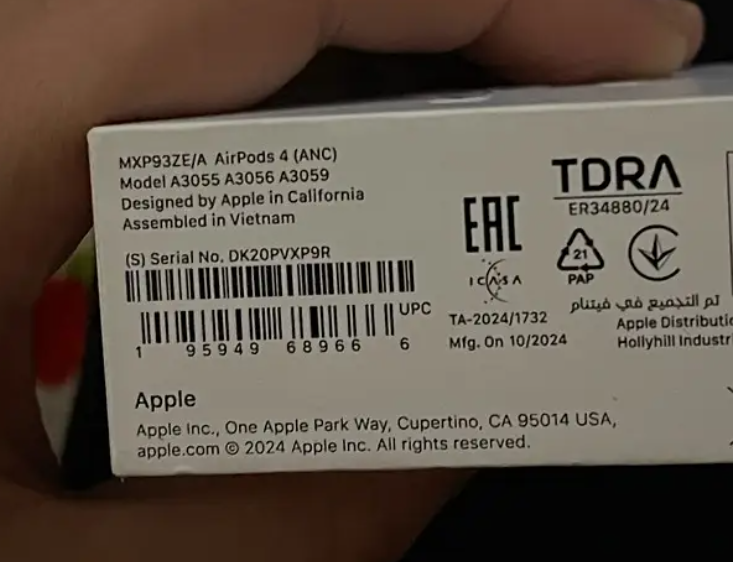 MXP93ZE/A AirPods 4 (ANC)
Model A3055 A3056 A3059
Designed by Apple in California
Assembled in Vietnam
(S) Serial No. DK20PVXP9R
UPC
1 95949 68966 6
Apple
Apple Inc., One Apple Park Way, Cupertino, CA 95014 USA,
apple.com © 2024 Apple Inc. All rights reserved.
EAC
ICASA
TA-2024/1732
Mfg. On 10/2024
TDRA
ER34880/24
21
PAP
تم التجميع في فيتنام
Apple
Hollyhill